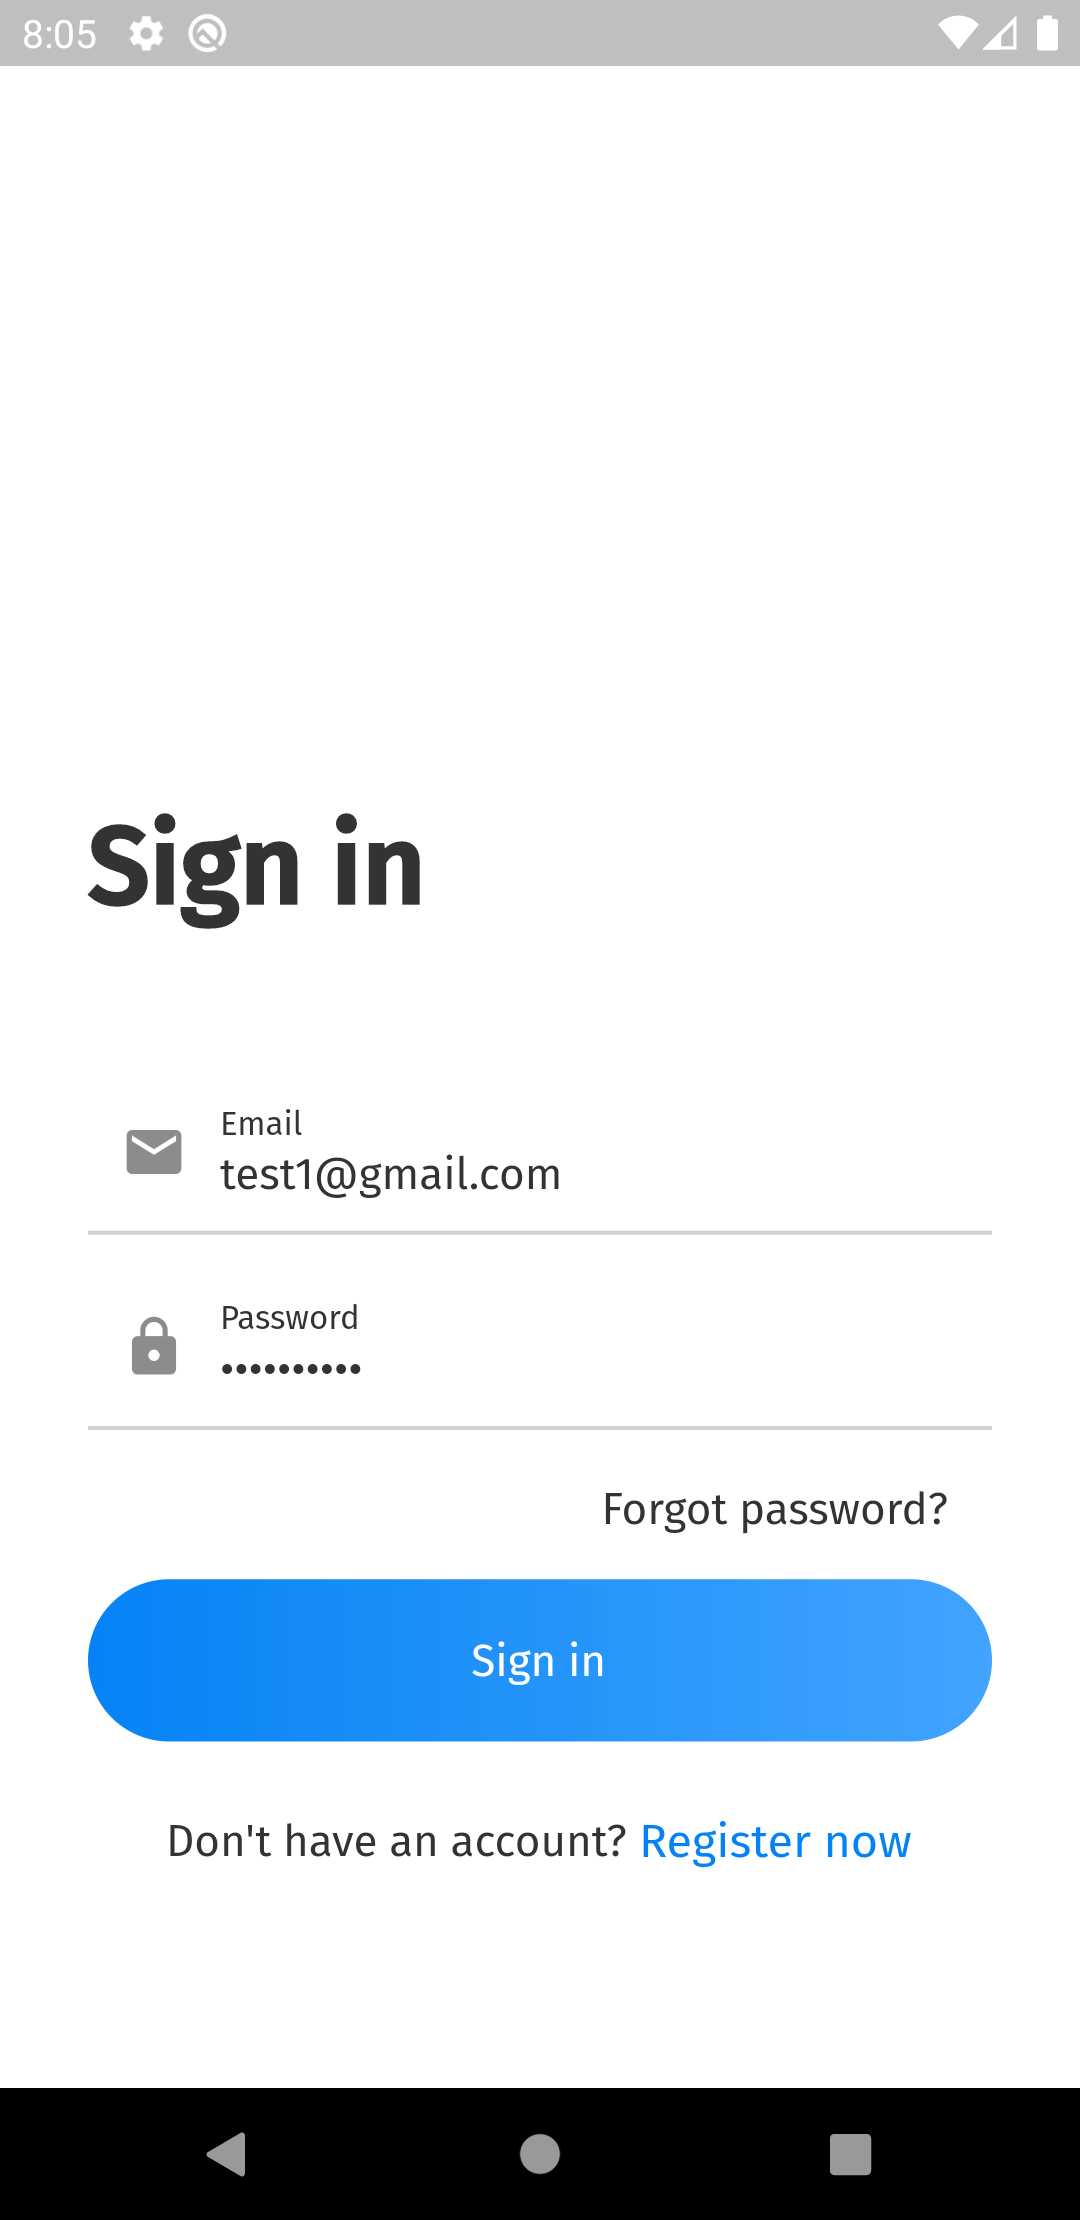 8:05
Sign in
Email
test1@gmail.com
Password
••••••••••
Forgot password?
Sign in
Don't have an account? Register now